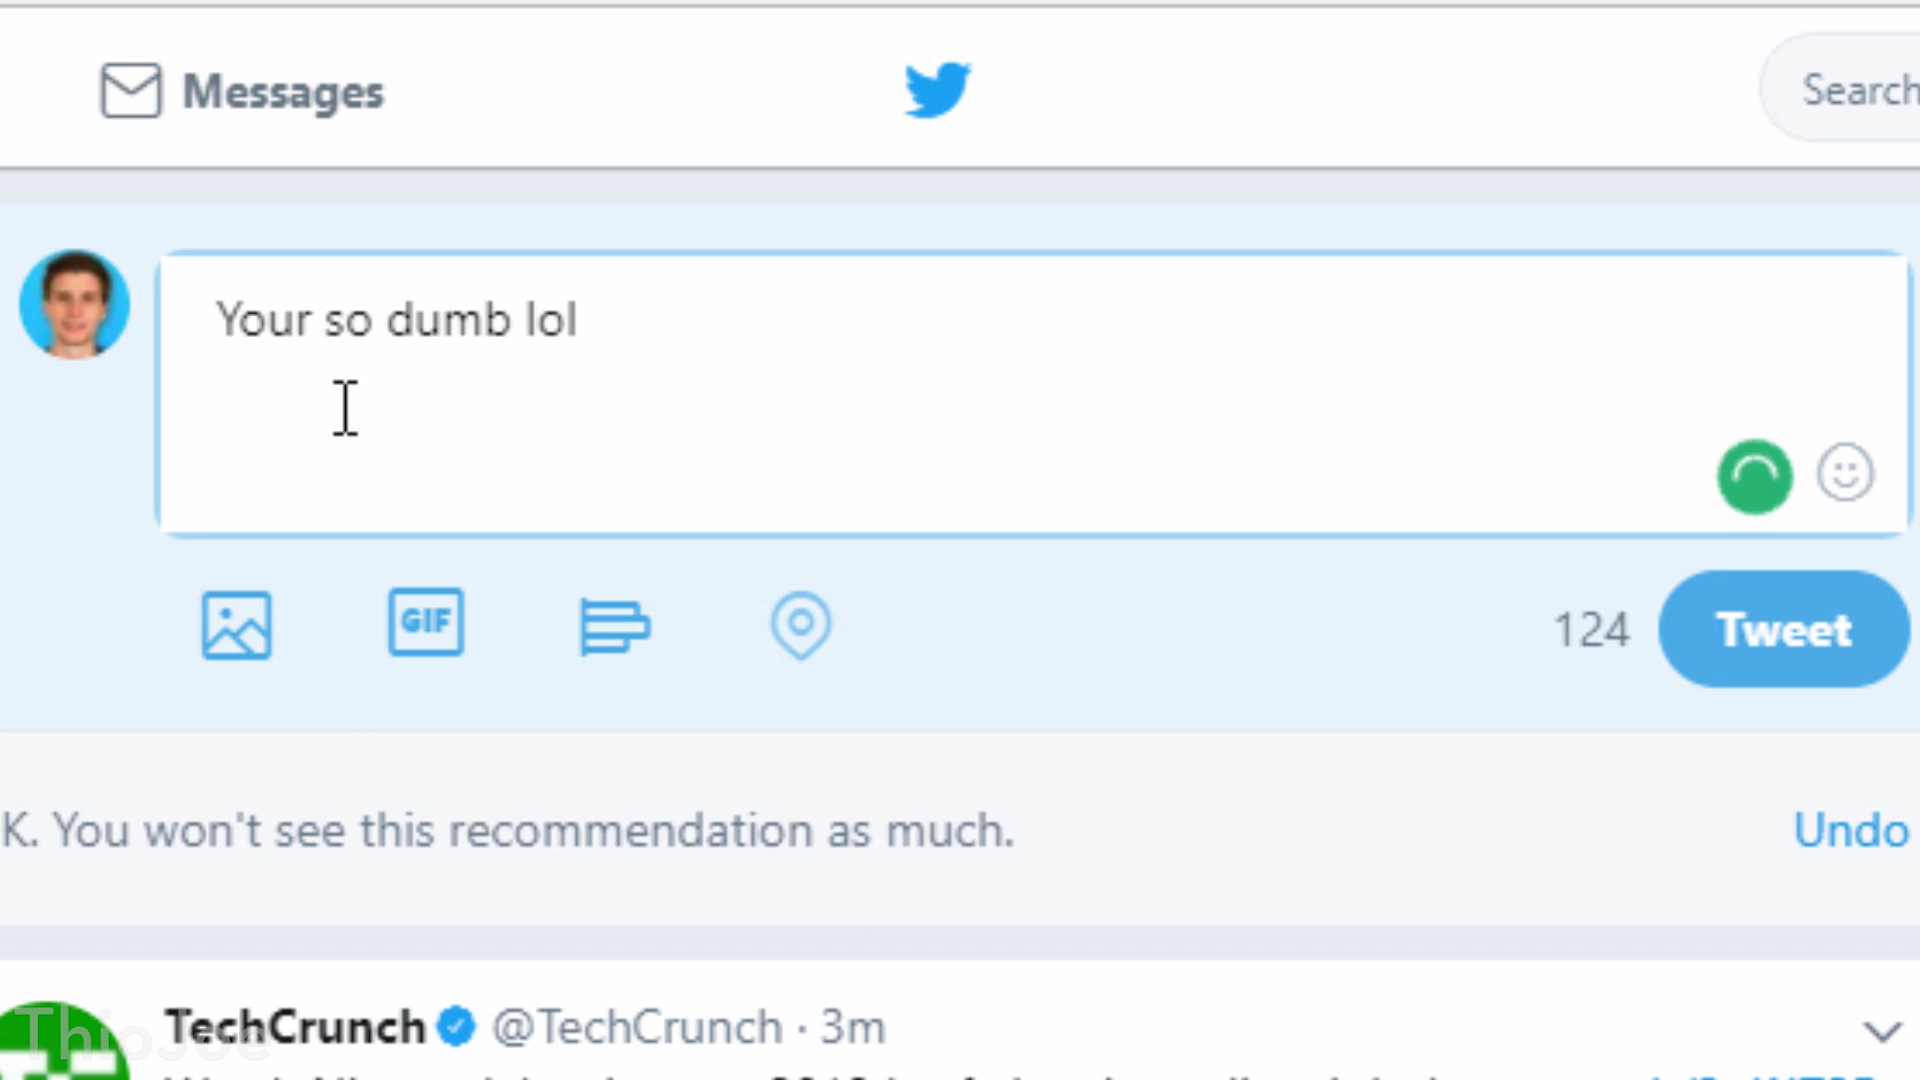 Messages
Search
Your so dumb lol
GIF
124
Tweet
K. You won't see this recommendation as much.
Undo
TechCrunch @TechCrunch · 3m
ThioJoe